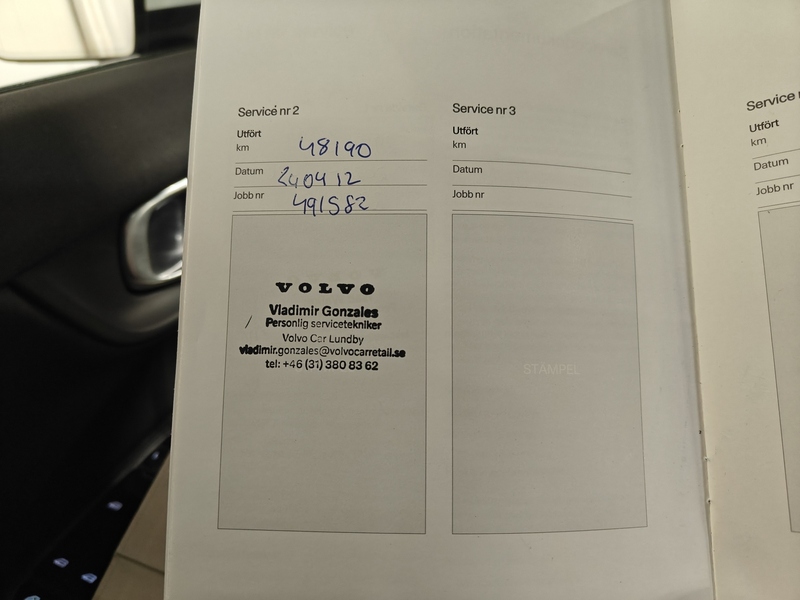 Service nr 2
Utfört
km 48190
Datum 240412
Jobb nr 491582
VOLVO
Vladimir Gonzales
Personlig servicetekniker
Volvo Car Lundby
vladimir.gonzales@volvocarretail.se
tel: +46 (31) 380 83 62
Service nr 3
Utfört
km
Datum
Jobb nr
STÄMPEL
Service
Utfört
km
Datum
Jobb nr